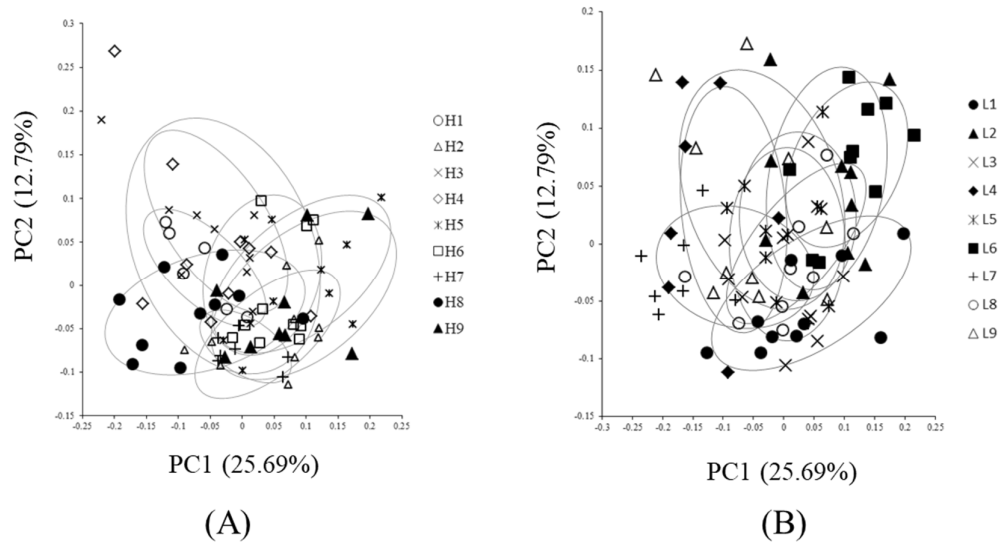 PC2 (12.79%)
0.3
0.25
0.2
0.15
0.1
0.05
0
-0.05
-0.1
-0.15
-0.25
-0.2
-0.15
-0.1
-0.05
0
0.05
0.1
0.15
0.2
0.25
PC1 (25.69%)
H1
H2
H3
H4
H5
H6
H7
H8
H9
(A)
PC2 (12.79%)
0.2
0.15
0.1
0.05
0
-0.05
-0.1
-0.15
-0.3
-0.25
-0.2
-0.15
-0.1
-0.05
0
0.05
0.1
0.15
0.2
0.25
PC1 (25.69%)
L1
L2
L3
L4
L5
L6
L7
L8
L9
(B)